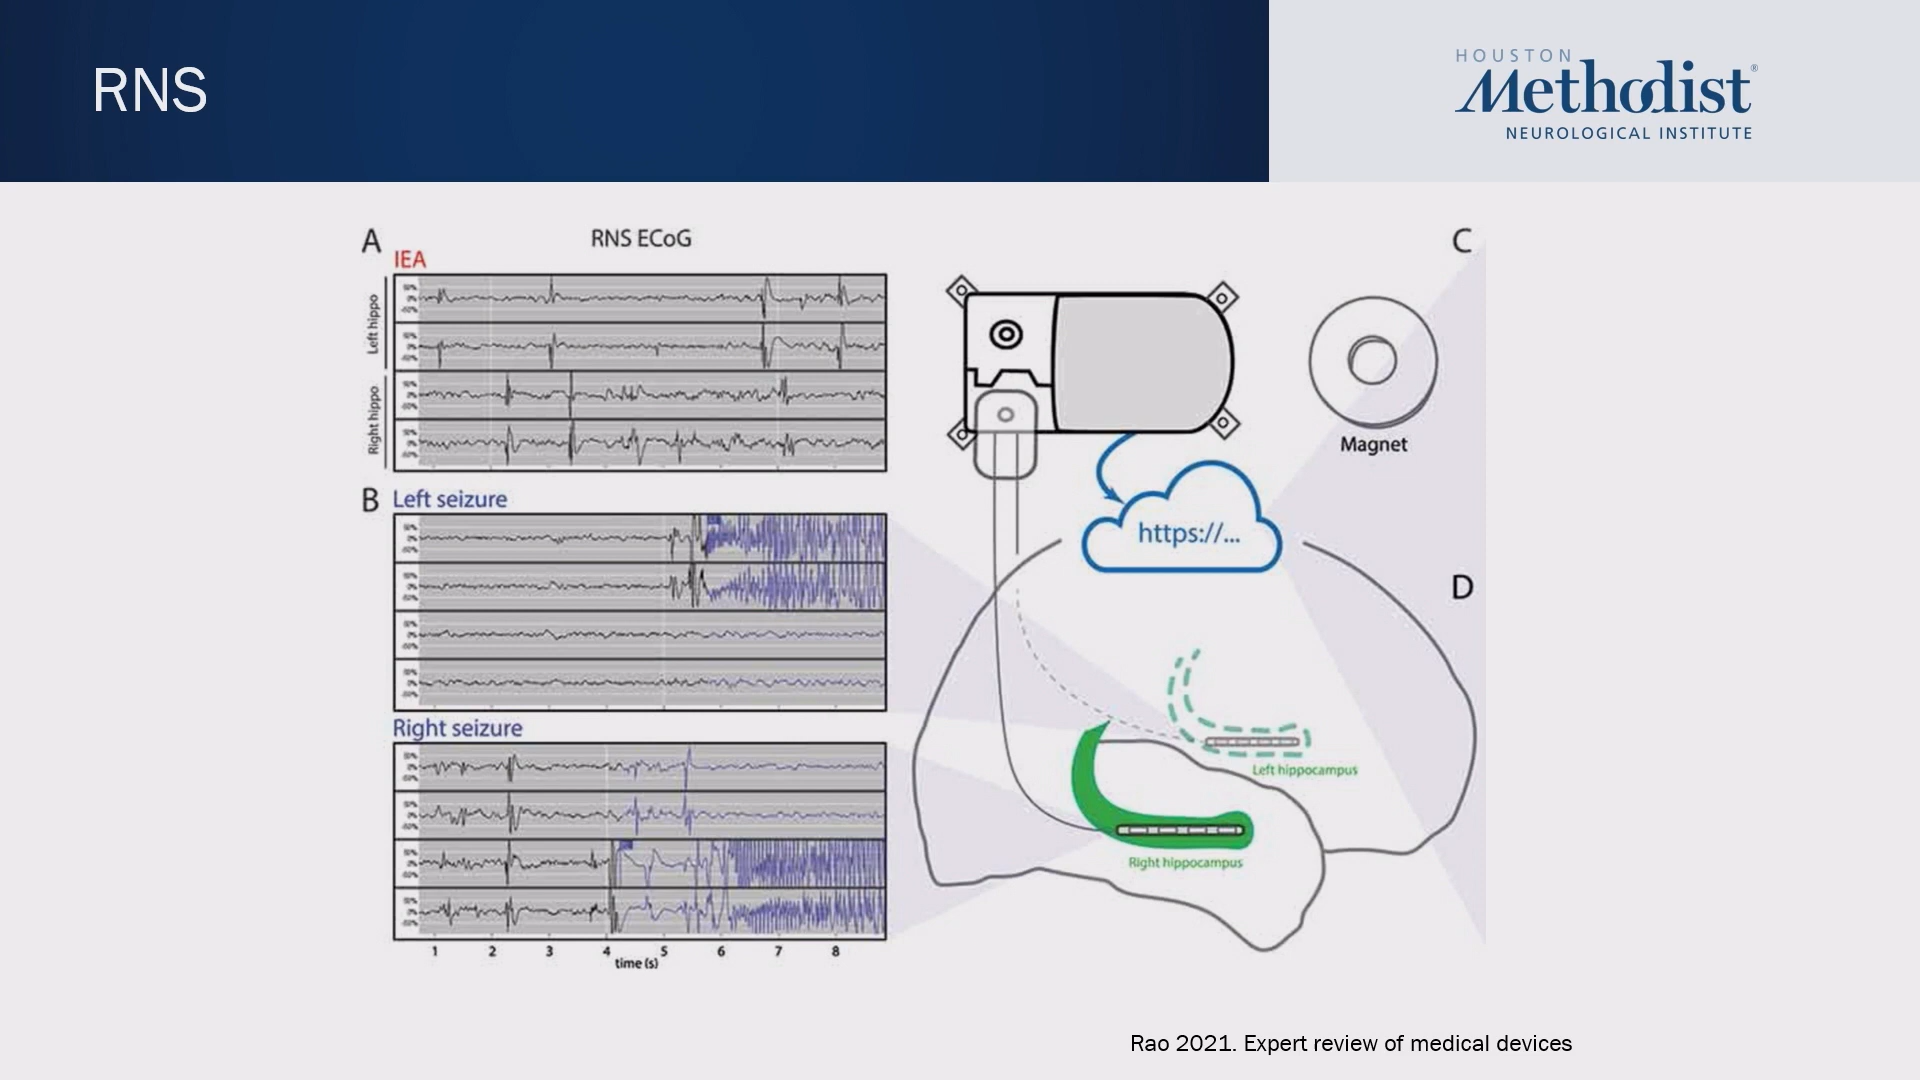 RNS
HOUSTON
Methodist®
NEUROLOGICAL INSTITUTE
A
RNS ECoG
IEA
Left hippo
Right hippo
B
Left seizure
Right seizure
1 2 3 4 5 6 7 8
time (s)
C
Magnet
https://...
D
Left hippocampus
Right hippocampus
Rao 2021. Expert review of medical devices